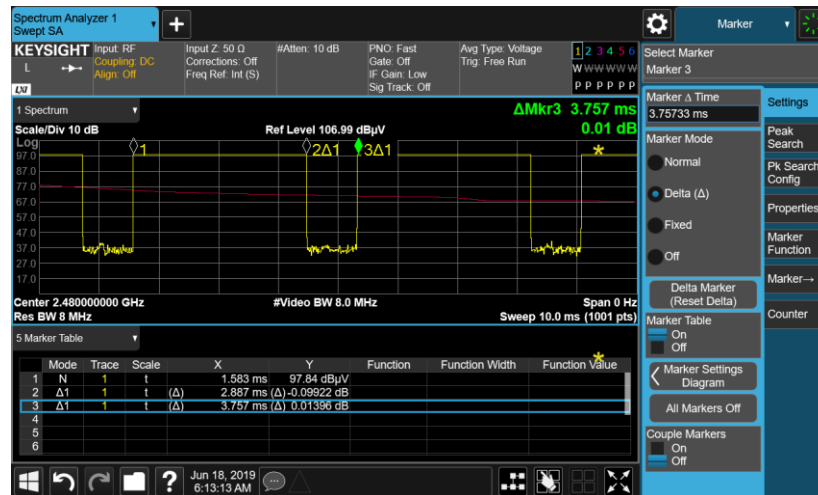 Spectrum Analyzer 1
Swept SA
+
Marker
KEYSIGHT
L
LXI
Input: RF
Coupling: DC
Align: Off
Input Z: 50 Ω
Corrections: Off
Freq Ref: Int (S)
#Atten: 10 dB
PNO: Fast
Gate: Off
IF Gain: Low
Sig Track: Off
Avg Type: Voltage
Trig: Free Run
1 2 3 4 5 6
W W W W W W
P P P P P P
Select Marker
Marker 3
1 Spectrum
ΔMkr3 3.757 ms
0.01 dB
Scale/Div 10 dB
Ref Level 106.99 dBµV
Log
97.0
87.0
77.0
67.0
57.0
47.0
37.0
27.0
17.0
1
2Δ1
3Δ1
*
Center 2.480000000 GHz
#Video BW 8.0 MHz
Span 0 Hz
Res BW 8 MHz
Sweep 10.0 ms (1001 pts)
5 Marker Table
*
Mode Trace Scale X Y Function Function Width Function Value
1 N 1 t 1.583 ms 97.84 dBµV
2 Δ1 1 t (Δ) 2.887 ms (Δ) -0.09922 dB
3 Δ1 1 t (Δ) 3.757 ms (Δ) 0.01396 dB
4
5
6
Marker Δ Time
3.75733 ms
Marker Mode
Normal
Delta (Δ)
Fixed
Off
Delta Marker
(Reset Delta)
Marker Table
On
Off
Marker Settings
Diagram
All Markers Off
Couple Markers
On
Off
Settings
Peak
Search
Pk Search
Config
Properties
Marker
Function
Marker→
Counter
?
Jun 18, 2019
6:13:13 AM